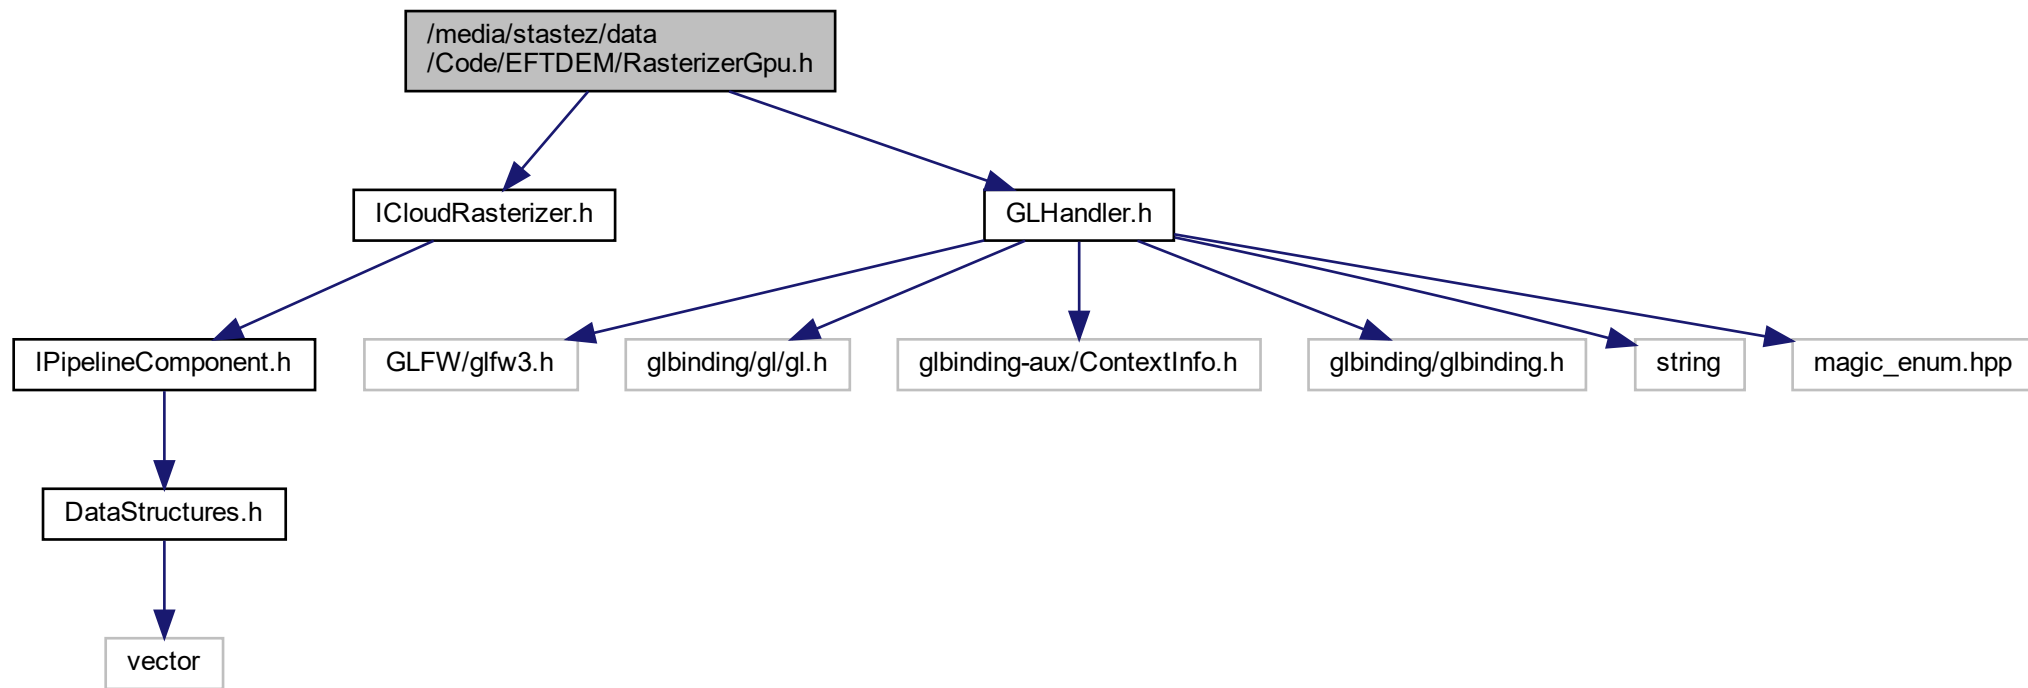 /media/stastez/data
/Code/EFTDEM/RasterizerGpu.h
ICloudRasterizer.h
GLHandler.h
IPipelineComponent.h
GLFW/glfw3.h
glbinding/gl/gl.h
glbinding-aux/ContextInfo.h
glbinding/glbinding.h
string
magic_enum.hpp
DataStructures.h
vector